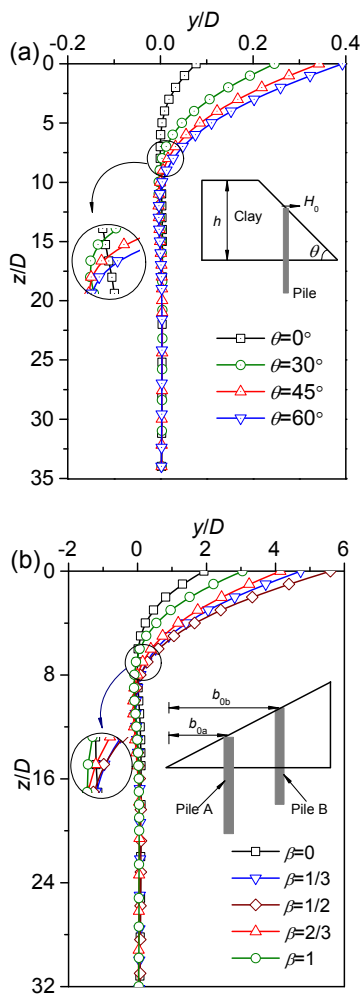 y/D
(a)
-0.2 0.0 0.2 0.4
0
5
10
15
20
25
30
35
z/D
h
Clay
H₀
θ
Pile
θ=0°
θ=30°
θ=45°
θ=60°
y/D
(b)
-2 0 2 4 6
0
8
16
24
32
z/D
b₀b
b₀a
Pile A
Pile B
β=0
β=1/3
β=1/2
β=2/3
β=1